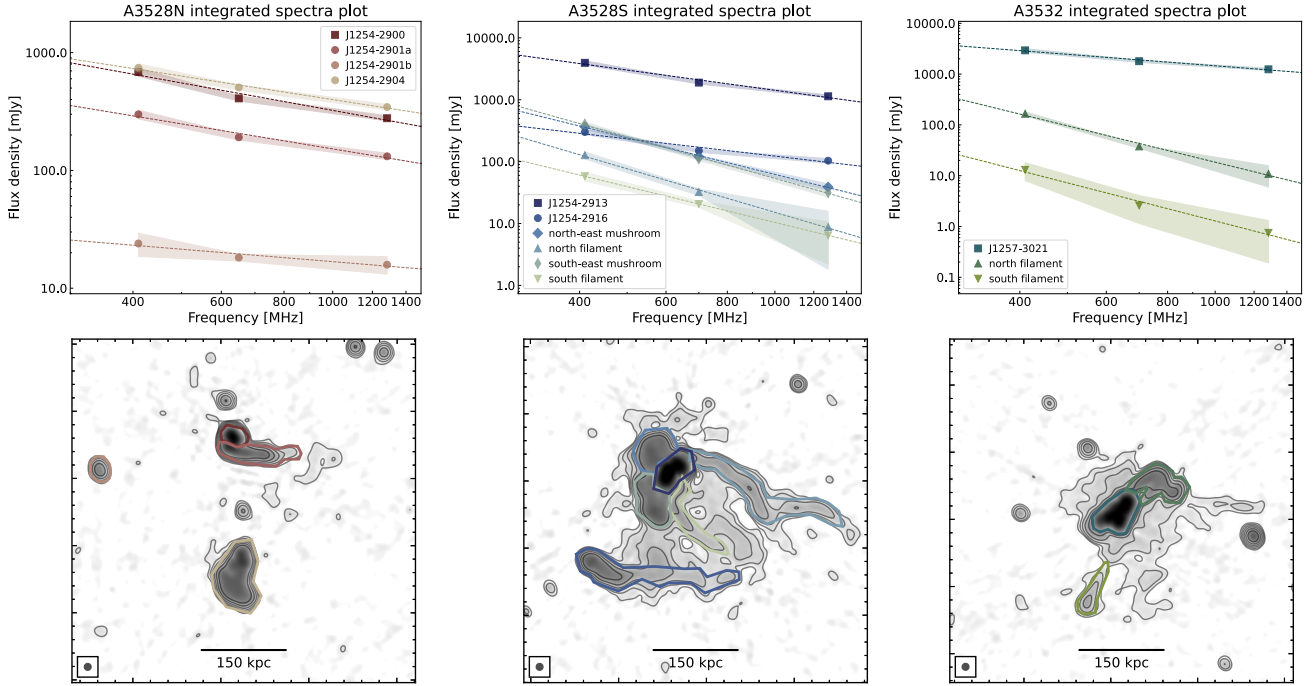 A3528N integrated spectra plot
Flux density [mJy]
1000.0
100.0
10.0
J1254-2900
J1254-2901a
J1254-2901b
J1254-2904
400
600
800
1000
1200
1400
Frequency [MHz]
A3528S integrated spectra plot
Flux density [mJy]
10000.0
1000.0
100.0
10.0
1.0
J1254-2913
J1254-2916
north-east mushroom
north filament
south-east mushroom
south filament
400
600
800
1000
1200
1400
Frequency [MHz]
A3532 integrated spectra plot
Flux density [mJy]
10000.0
1000.0
100.0
10.0
1.0
0.1
J1257-3021
north filament
south filament
400
600
800
1000
1200
1400
Frequency [MHz]
150 kpc
150 kpc
150 kpc